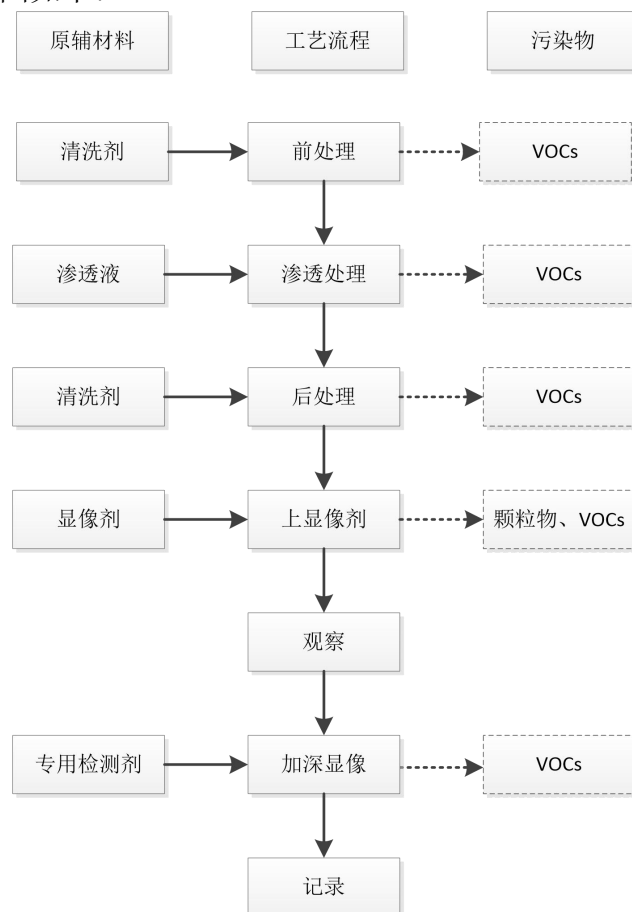 原辅材料 工艺流程 污染物
清洗剂 前处理 VOCs
渗透液 渗透处理 VOCs
清洗剂 后处理 VOCs
显像剂 上显像剂 颗粒物、VOCs
观察
专用检测剂 加深显像 VOCs
记录